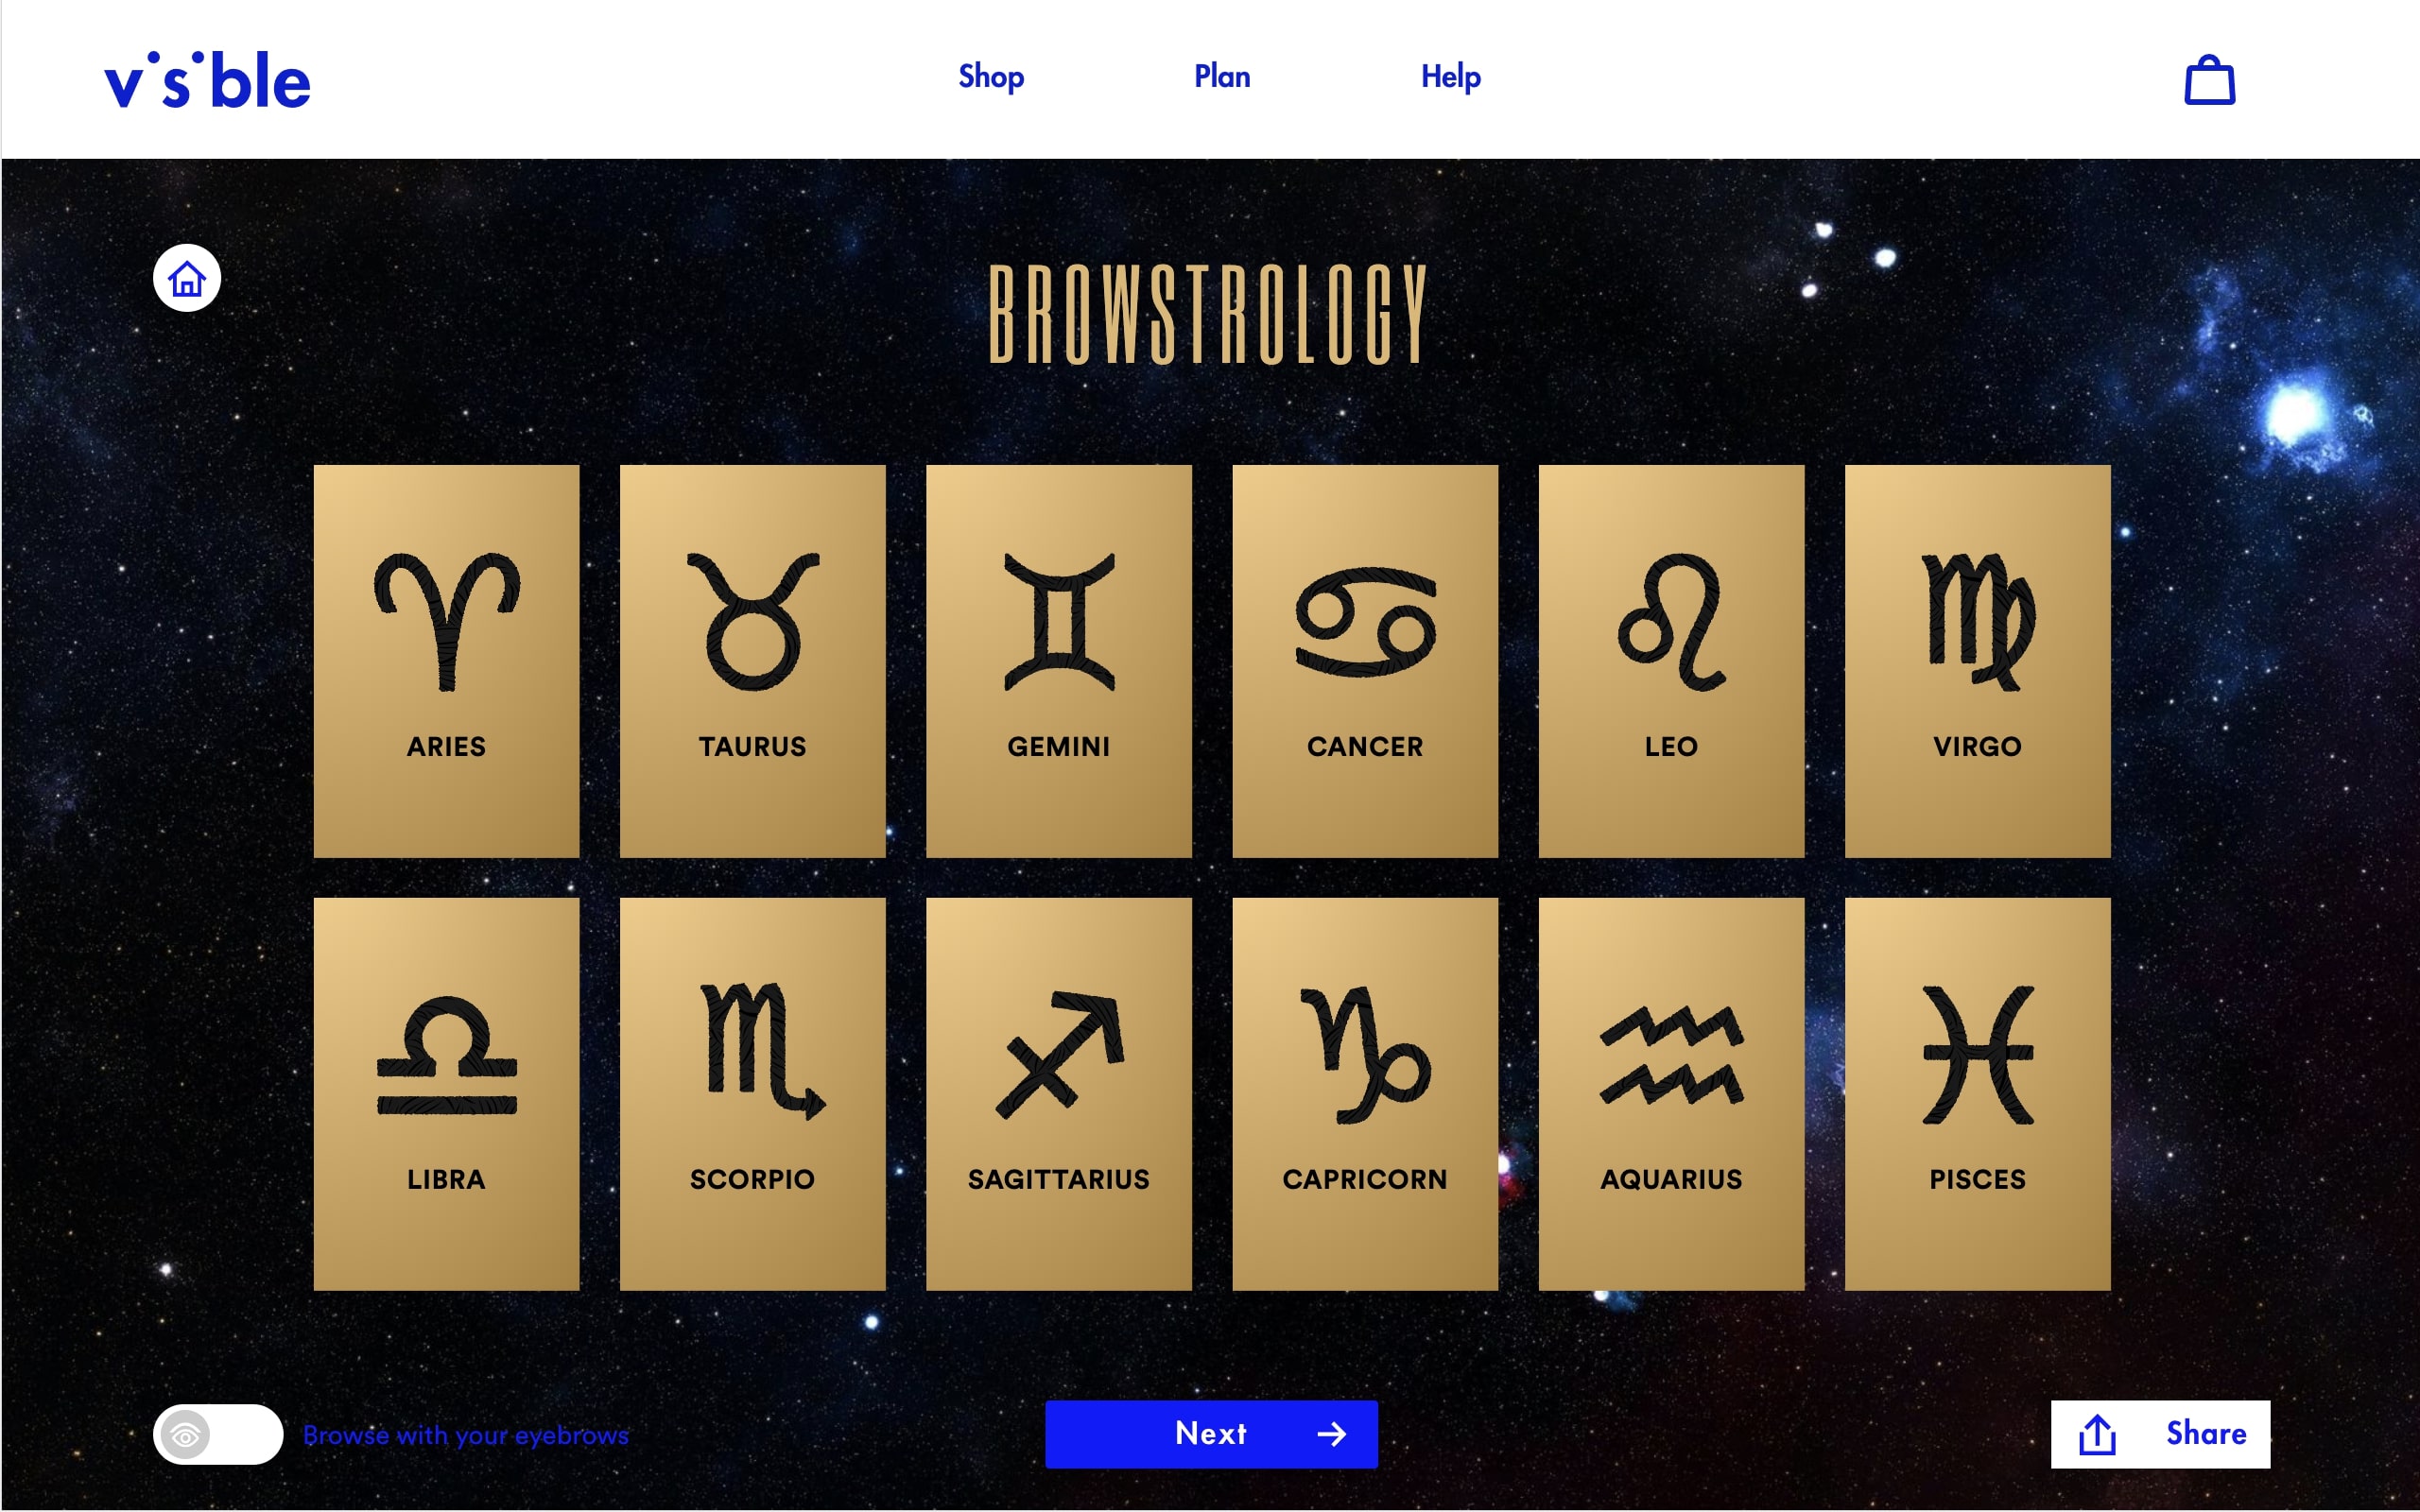 visible
Shop Plan Help
BROWSTROLOGY
ARIES TAURUS GEMINI CANCER LEO VIRGO
LIBRA SCORPIO SAGITTARIUS CAPRICORN AQUARIUS PISCES
Browse with your eyebrows Next Share